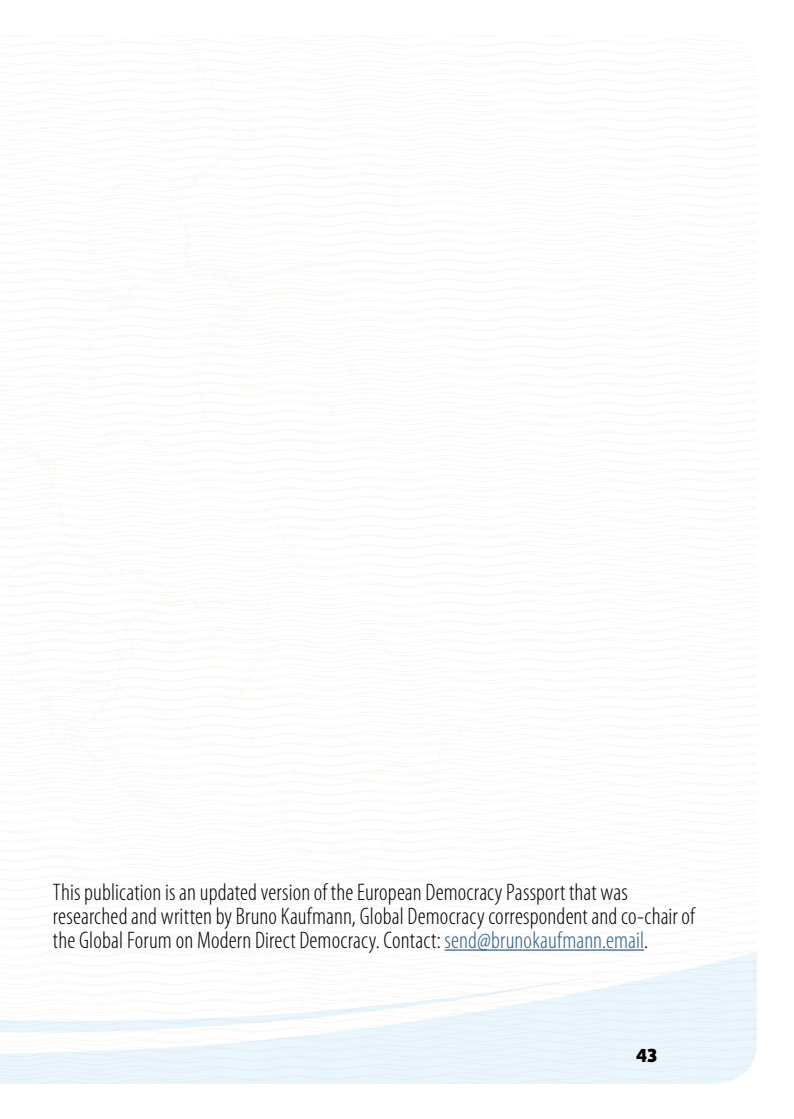 This publication is an updated version of the European Democracy Passport that was
researched and written by Bruno Kaufmann, Global Democracy correspondent and co-chair of
the Global Forum on Modern Direct Democracy. Contact: send@brunokaufmann.email.
43